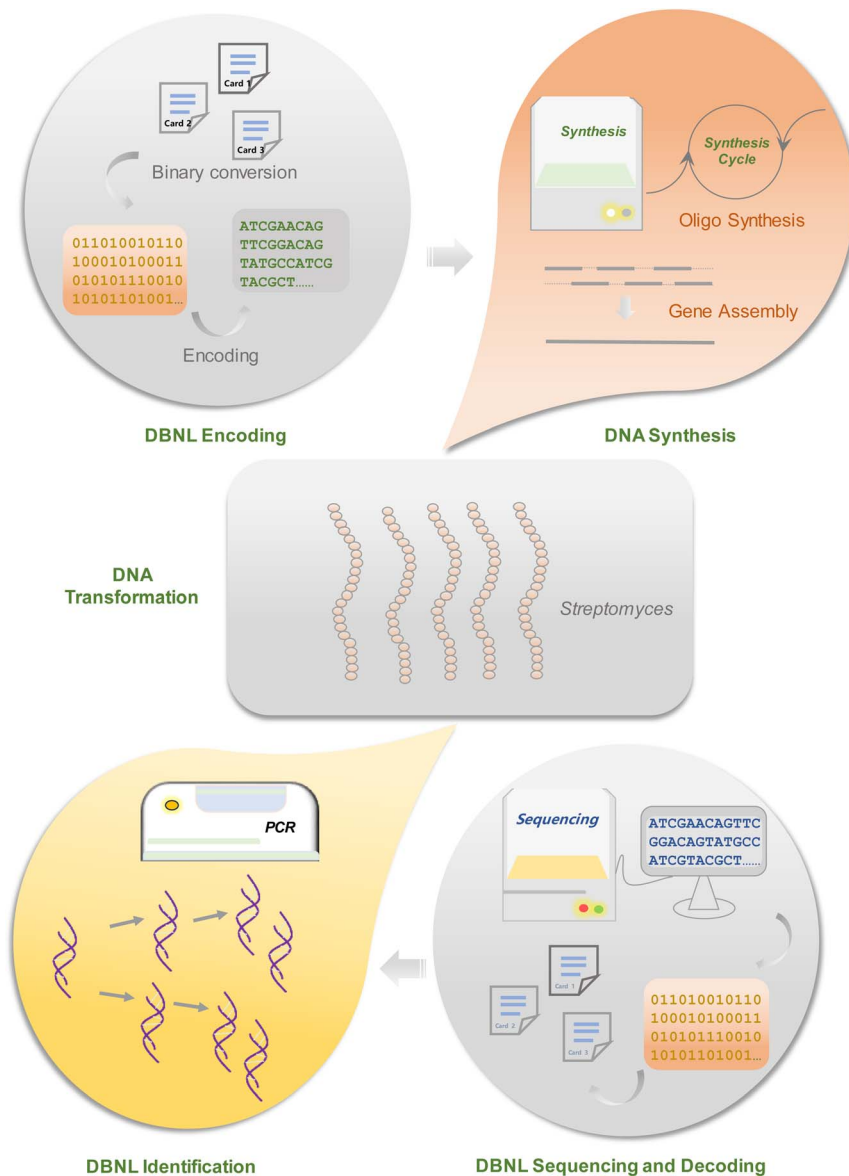 Card 1
Card 2
Card 3
Binary conversion
011010010110
100010100011
010101110010
10101101001...
ATCGAACAG
TTCGGACAG
TATGCCATCG
TACGCT......
Encoding
DBNL Encoding
Synthesis
Synthesis
Cycle
Oligo Synthesis
Gene Assembly
DNA Synthesis
DNA
Transformation
Streptomyces
PCR
DBNL Identification
Sequencing
ATCGAACAGTTC
GGACAGTATGCC
ATCGTACGCT......
Card 1
Card 2
Card 3
011010010110
100010100011
010101110010
10101101001...
DBNL Sequencing and Decoding